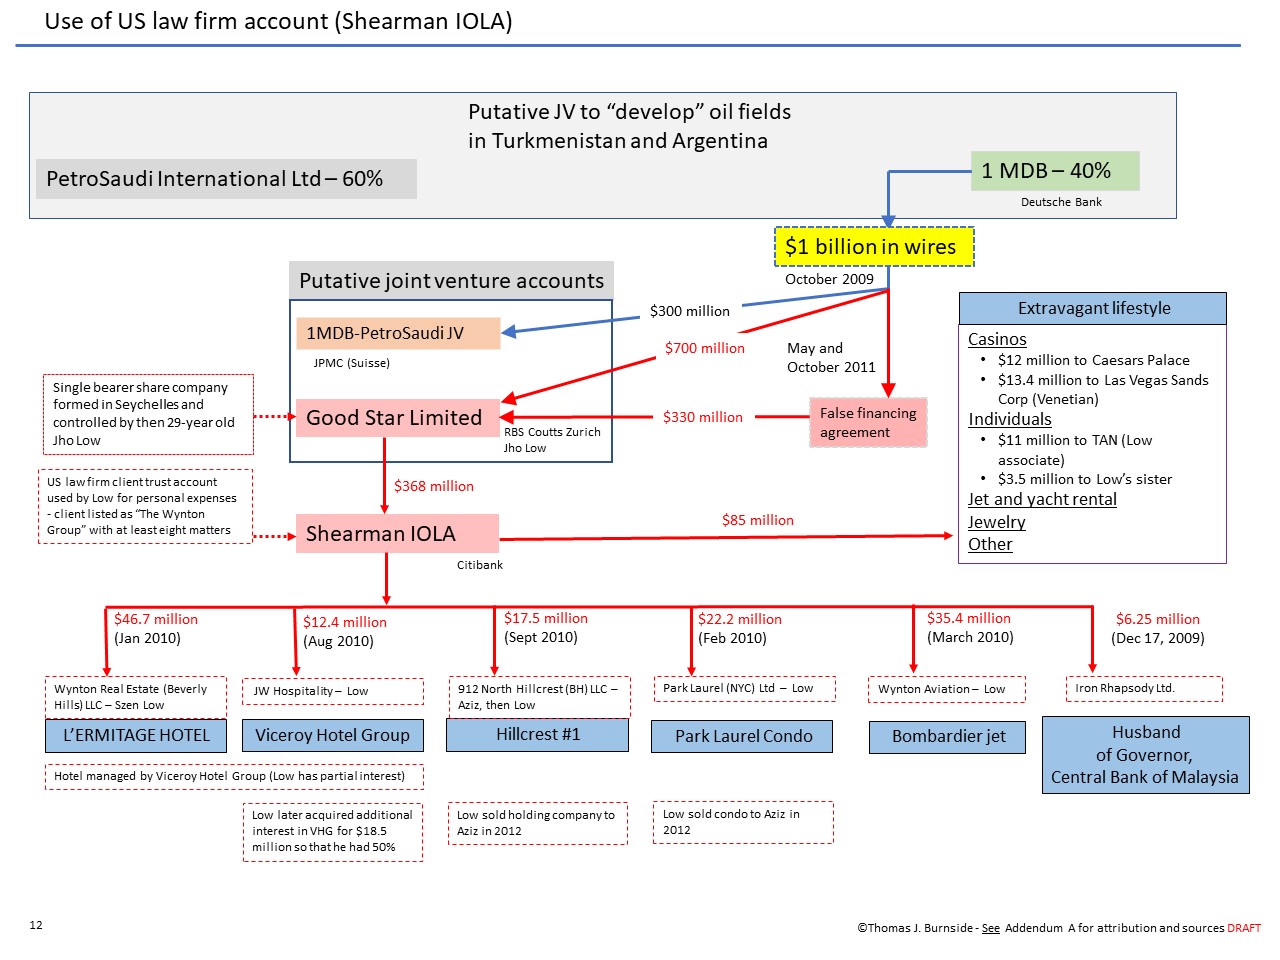 Use of US law firm account (Shearman IOLA)
Putative JV to “develop” oil fields
in Turkmenistan and Argentina
PetroSaudi International Ltd – 60%
1 MDB – 40%
Deutsche Bank
$1 billion in wires
October 2009
Putative joint venture accounts
$300 million
1MDB-PetroSaudi JV
JPMC (Suisse)
$700 million
May and
October 2011
Single bearer share company
formed in Seychelles and
controlled by then 29-year old
Jho Low
Good Star Limited
RBS Coutts Zurich
Jho Low
$330 million
False financing
agreement
Extravagant lifestyle
Casinos
• $12 million to Caesars Palace
• $13.4 million to Las Vegas Sands
Corp (Venetian)
Individuals
• $11 million to TAN (Low
associate)
• $3.5 million to Low’s sister
Jet and yacht rental
Jewelry
Other
US law firm client trust account
used by Low for personal expenses
- client listed as “The Wynton
Group” with at least eight matters
$368 million
Shearman IOLA
Citibank
$85 million
$46.7 million
(Jan 2010)
$12.4 million
(Aug 2010)
$17.5 million
(Sept 2010)
$22.2 million
(Feb 2010)
$35.4 million
(March 2010)
$6.25 million
(Dec 17, 2009)
Wynton Real Estate (Beverly
Hills) LLC – Szen Low
JW Hospitality – Low
912 North Hillcrest (BH) LLC –
Aziz, then Low
Park Laurel (NYC) Ltd – Low
Wynton Aviation – Low
Iron Rhapsody Ltd.
L’ERMITAGE HOTEL
Viceroy Hotel Group
Hillcrest #1
Park Laurel Condo
Bombardier jet
Husband
of Governor,
Central Bank of Malaysia
Hotel managed by Viceroy Hotel Group (Low has partial interest)
Low later acquired additional
interest in VHG for $18.5
million so that he had 50%
Low sold holding company to
Aziz in 2012
Low sold condo to Aziz in
2012
12
©Thomas J. Burnside - See Addendum A for attribution and sources DRAFT